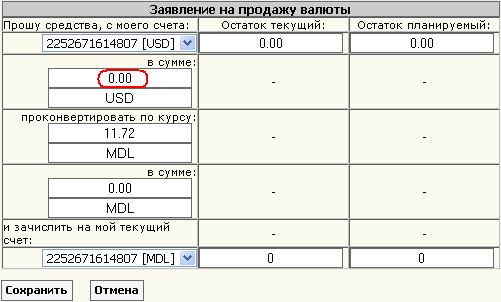 Заявление на продажу валюты
Прошу средства, с моего счета: Остаток текущий: Остаток планируемый:
2252671614807 [USD] 0.00 0.00
в сумме:
0.00 - -
USD
проконвертировать по курсу:
11.72 - -
MDL
в сумме:
0.00 - -
MDL
и зачислить на мой текущий - -
счет:
2252671614807 [MDL] 0 0
Сохранить Отмена